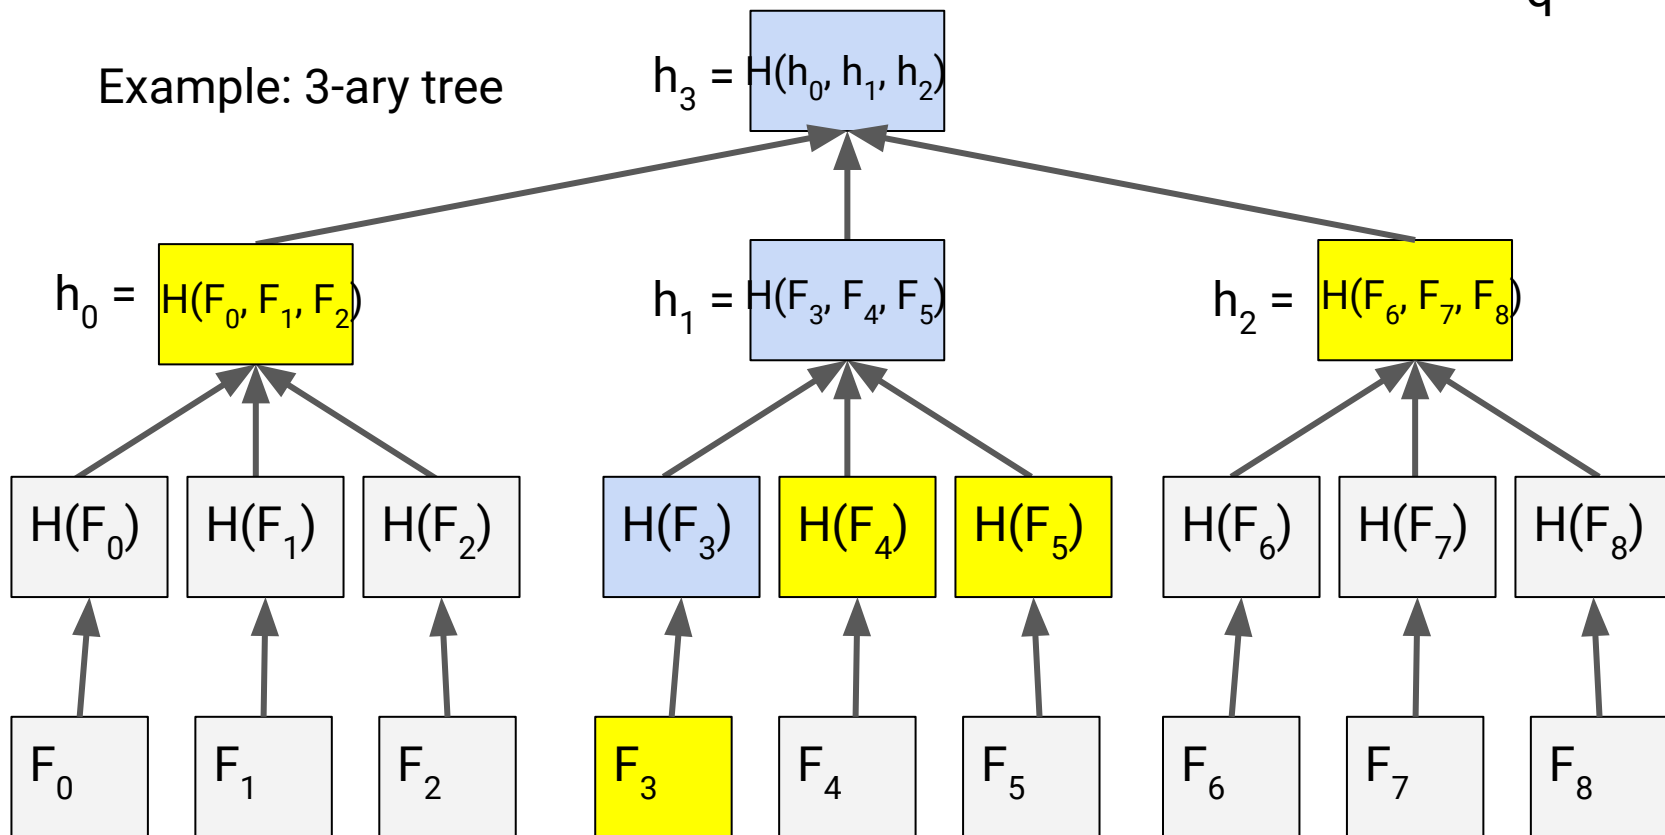 q
Example: 3-ary tree
h₃ = H(h₀, h₁, h₂)
h₀ = H(F₀, F₁, F₂) h₁ = H(F₃, F₄, F₅) h₂ = H(F₆, F₇, F₈)
H(F₀) H(F₁) H(F₂) H(F₃) H(F₄) H(F₅) H(F₆) H(F₇) H(F₈)
F₀ F₁ F₂ F₃ F₄ F₅ F₆ F₇ F₈